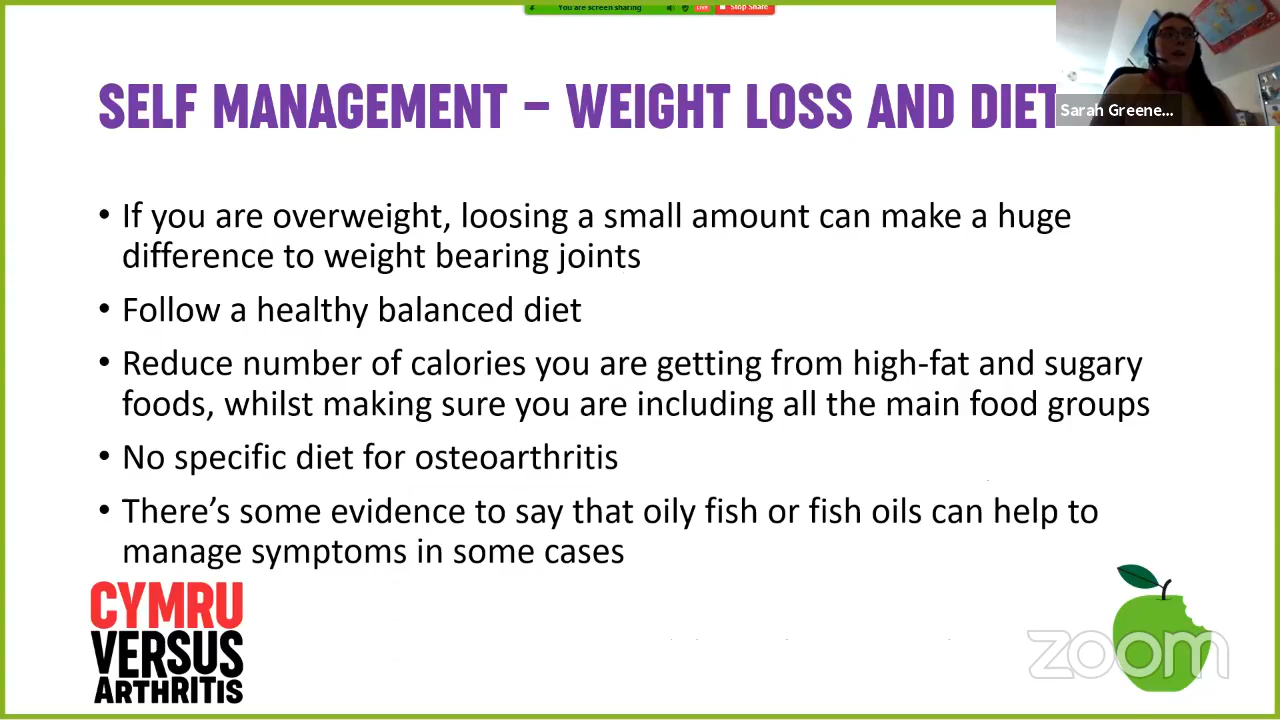 You are screen sharing
LIVE
Stop Share
SELF MANAGEMENT – WEIGHT LOSS AND DIET
Sarah Greene...
• If you are overweight, loosing a small amount can make a huge
difference to weight bearing joints
• Follow a healthy balanced diet
• Reduce number of calories you are getting from high-fat and sugary
foods, whilst making sure you are including all the main food groups
• No specific diet for osteoarthritis
• There’s some evidence to say that oily fish or fish oils can help to
manage symptoms in some cases
CYMRU
VERSUS
ARTHRITIS
zoom